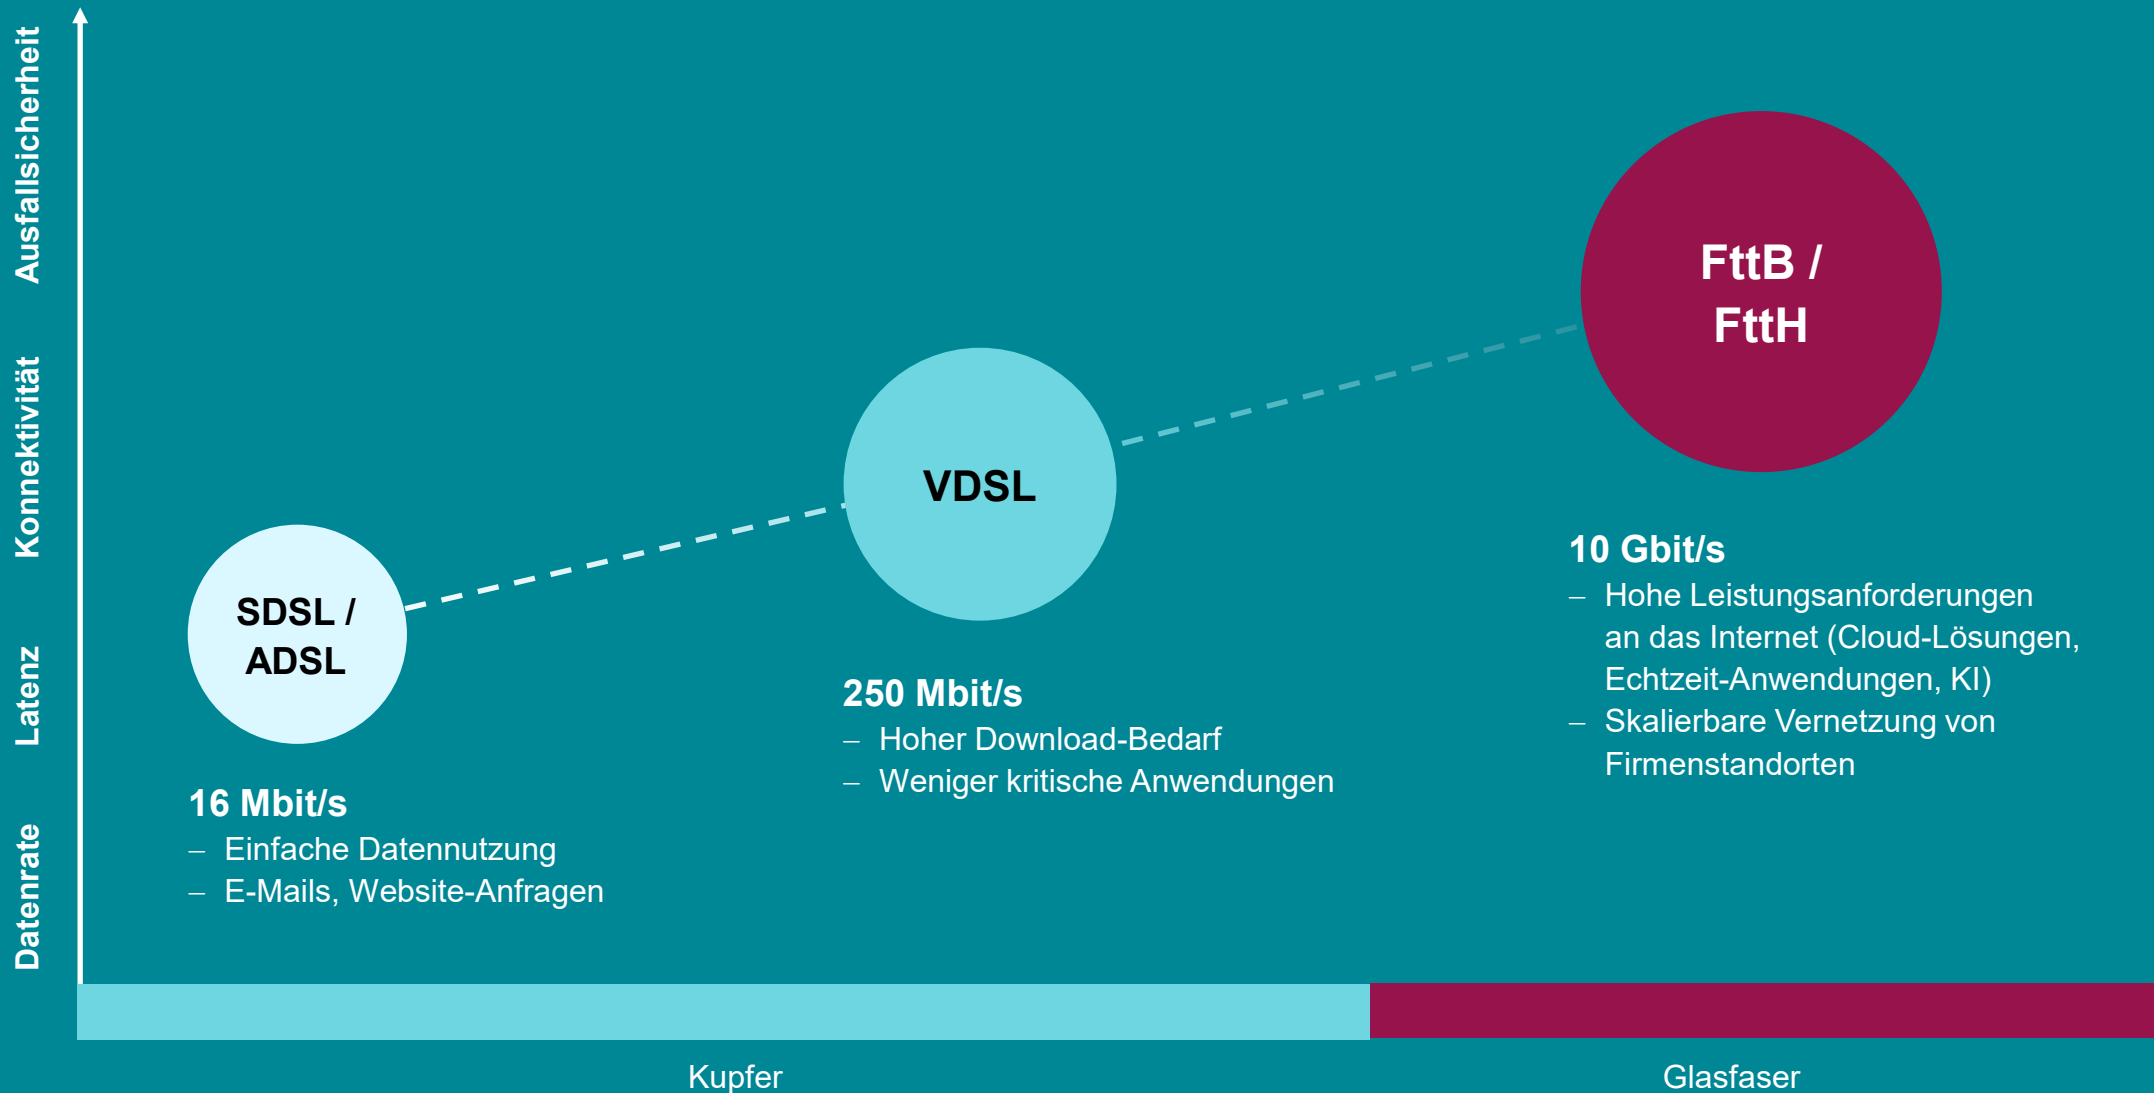 Ausfallsicherheit
Konnektivität
Latenz
Datenrate
SDSL /
ADSL
16 Mbit/s
– Einfache Datennutzung
– E-Mails, Website-Anfragen
VDSL
250 Mbit/s
– Hoher Download-Bedarf
– Weniger kritische Anwendungen
FttB /
FttH
10 Gbit/s
– Hohe Leistungsanforderungen
an das Internet (Cloud-Lösungen,
Echtzeit-Anwendungen, KI)
– Skalierbare Vernetzung von
Firmenstandorten
Kupfer
Glasfaser